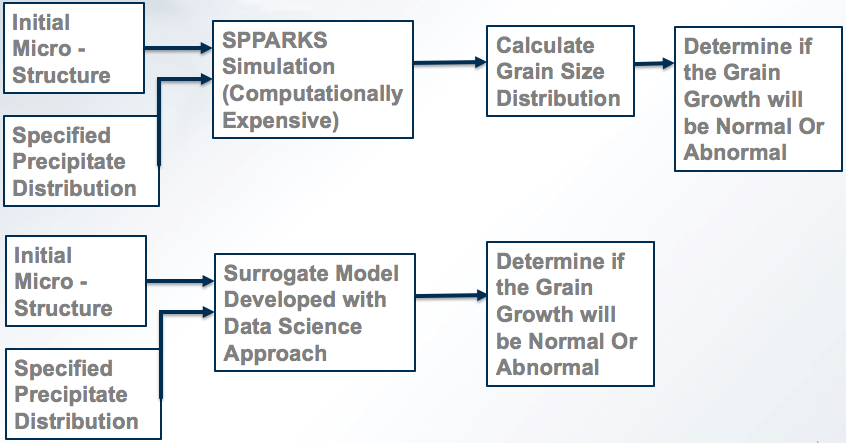 Initial
Micro -
Structure
Specified
Precipitate
Distribution
SPPARKS
Simulation
(Computationally
Expensive)
Calculate
Grain Size
Distribution
Determine if
the Grain
Growth will
be Normal Or
Abnormal
Initial
Micro -
Structure
Specified
Precipitate
Distribution
Surrogate Model
Developed with
Data Science
Approach
Determine if
the Grain
Growth will
be Normal Or
Abnormal